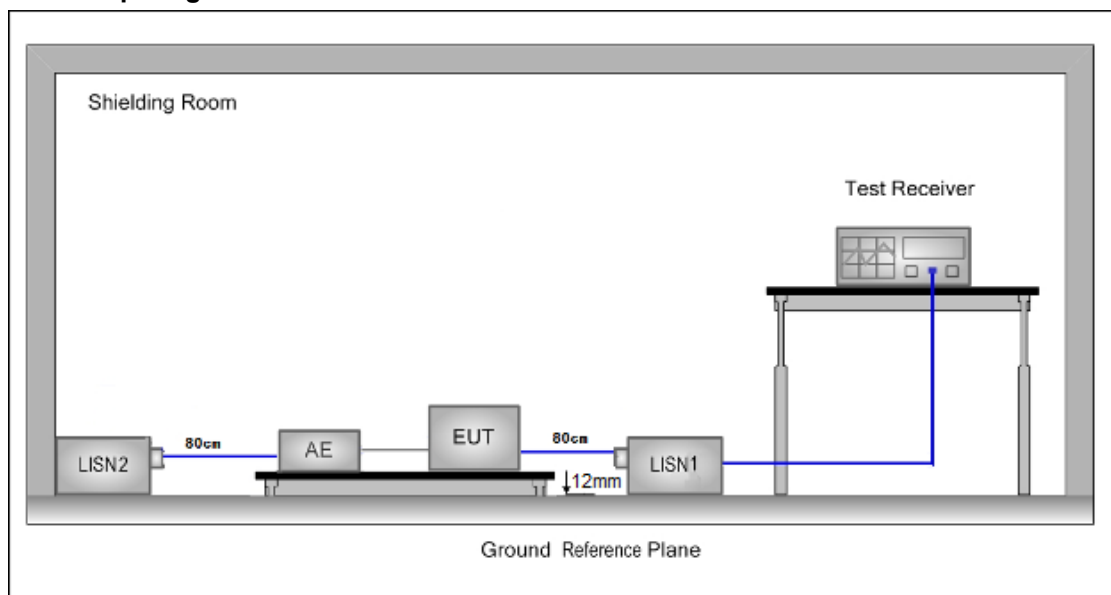 Shielding Room
Test Receiver
80cm
AE
EUT
80cm
LISN2
LISN1
12mm
Ground Reference Plane